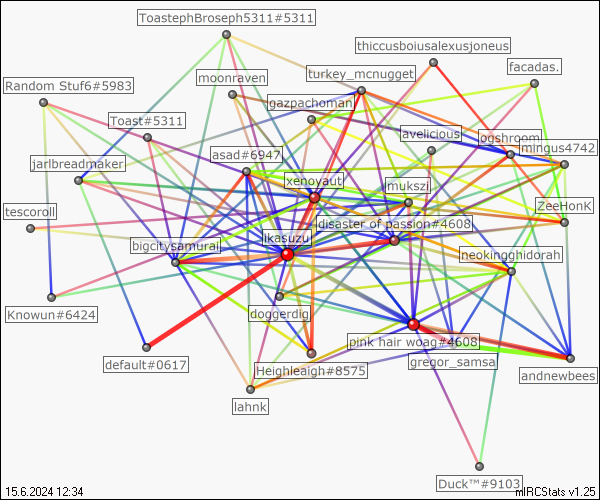 ToastephBroseph5311#5311
thiccusboiusalexusjoneus
facadas.
moonraven
turkey_mcnugget
Random Stuf6#5983
gazpachoman
Toast#5311
avelicious
ogshroom
mingus4742
asad#6947
jarlbreadmaker
xenoyaut
mukszi
ZeeHonk
tescoroll
disaster of passion#4608
likasuzu
bigcitysamurai
neokingghidorah
doggerdig
Knowun#6424
pink hair woag#4608
default#0617
gregor_samsa
Heighleaigh#8575
andnewbees
lahnk
Duck™#9103
15.6.2024 12:34
mIRCStats v1.25